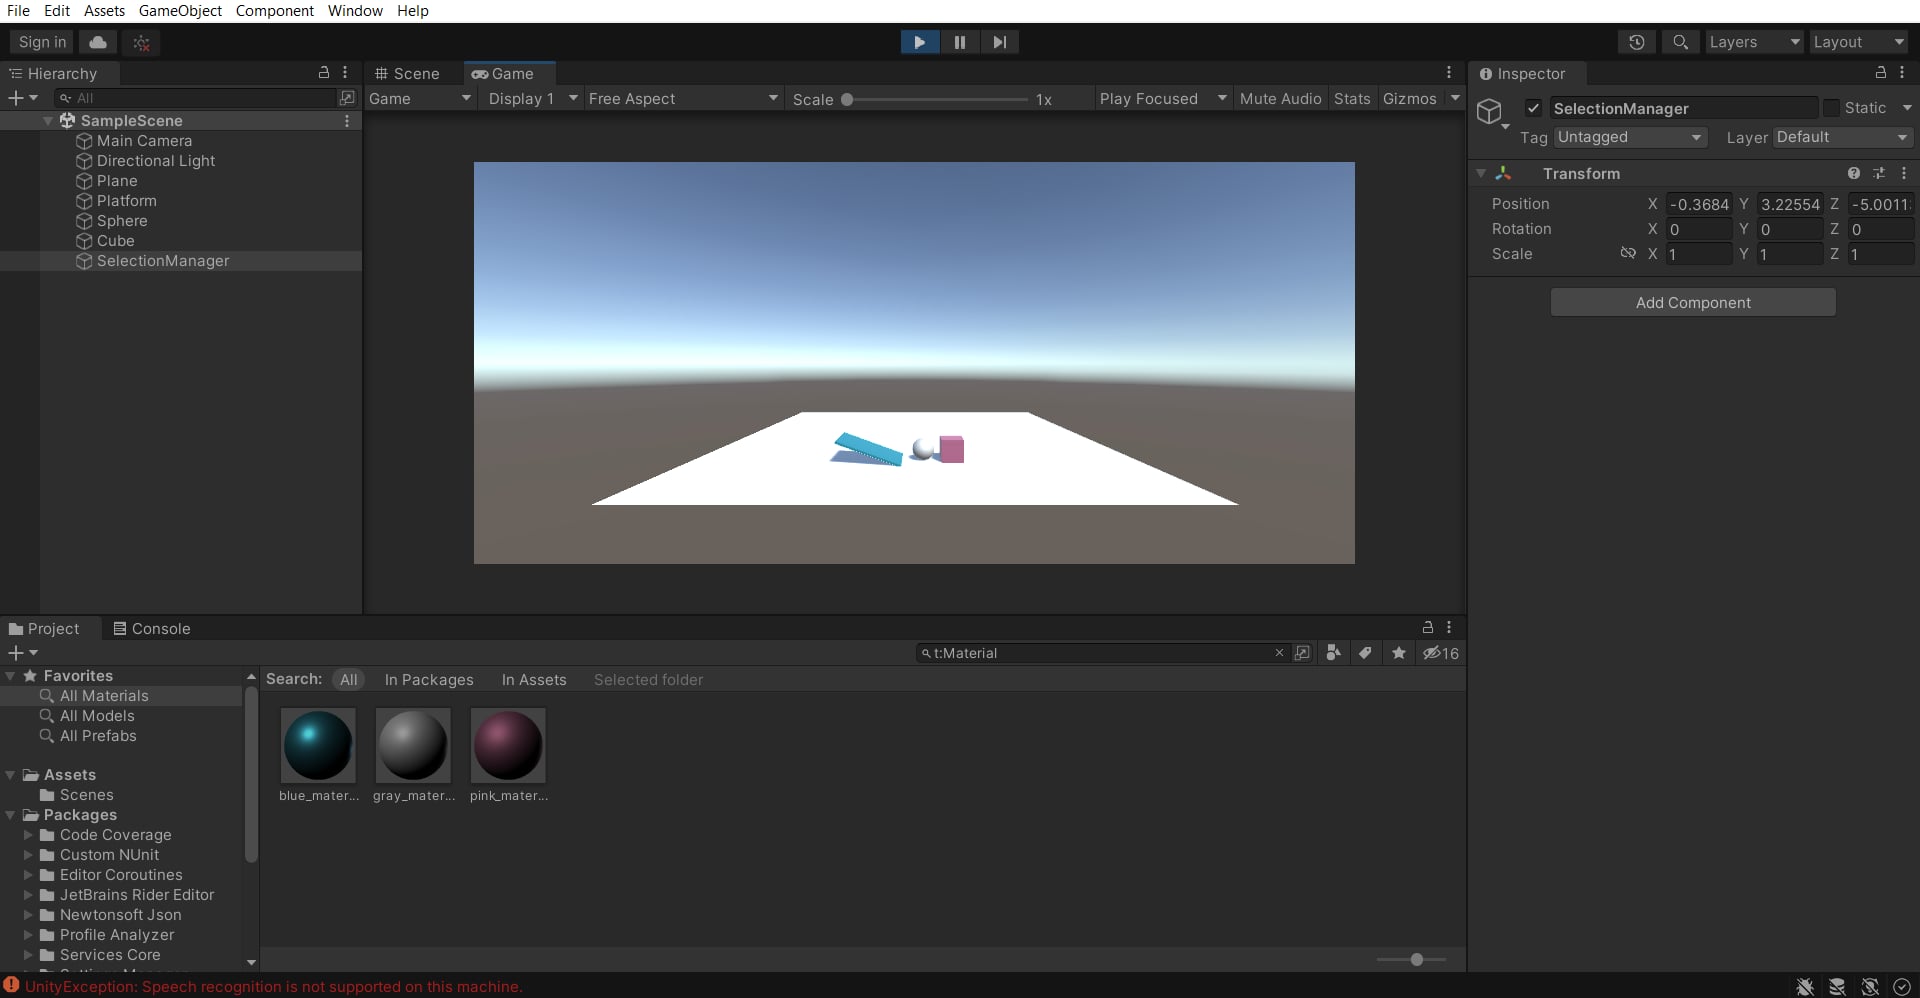 File Edit Assets GameObject Component Window Help
Sign in
Layers Layout
Hierarchy
All
SampleScene
Main Camera
Directional Light
Plane
Platform
Sphere
Cube
SelectionManager
Scene Game
Game Display 1 Free Aspect Scale 1x Play Focused Mute Audio Stats Gizmos
Inspector
SelectionManager Static
Tag Untagged Layer Default
Transform
Position X -0.3684 Y 3.22554 Z -5.0011
Rotation X 0 Y 0 Z 0
Scale X 1 Y 1 Z 1
Add Component
Project Console
t:Material 16
Favorites
All Materials
All Models
All Prefabs
Assets
Scenes
Packages
Code Coverage
Custom NUnit
Editor Coroutines
JetBrains Rider Editor
Newtonsoft Json
Profile Analyzer
Services Core
Search: All In Packages In Assets Selected folder
blue_mater... gray_mater... pink_mater...
UnityException: Speech recognition is not supported on this machine.